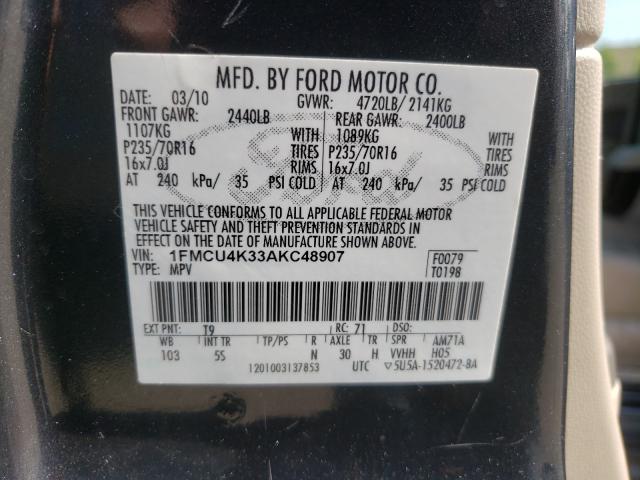 MFD. BY FORD MOTOR CO.
DATE: 03/10 GVWR: 4720LB/ 2141KG
FRONT GAWR: 2440LB REAR GAWR: 2400LB
1107KG WITH 1089KG WITH
P235/70R16 TIRES P235/70R16 TIRES
16x7.0J RIMS 16x7.0J RIMS
AT 240 kPa/ 35 PSI COLD AT 240 kPa/ 35 PSI COLD
THIS VEHICLE CONFORMS TO ALL APPLICABLE FEDERAL MOTOR
VEHICLE SAFETY AND THEFT PREVENTION STANDARDS IN
EFFECT ON THE DATE OF MANUFACTURE SHOWN ABOVE.
VIN: 1FMCU4K33AKC48907 F0079
TYPE: MPV T0198
Ford
EXT PNT: T9 RC: 71 DSO:
WB INT TR TP/PS R AXLE TR SPR AM71A
103 5S N 30 H VVHH H05
1201003137853 UTC ▽5U5A-1520472-BA